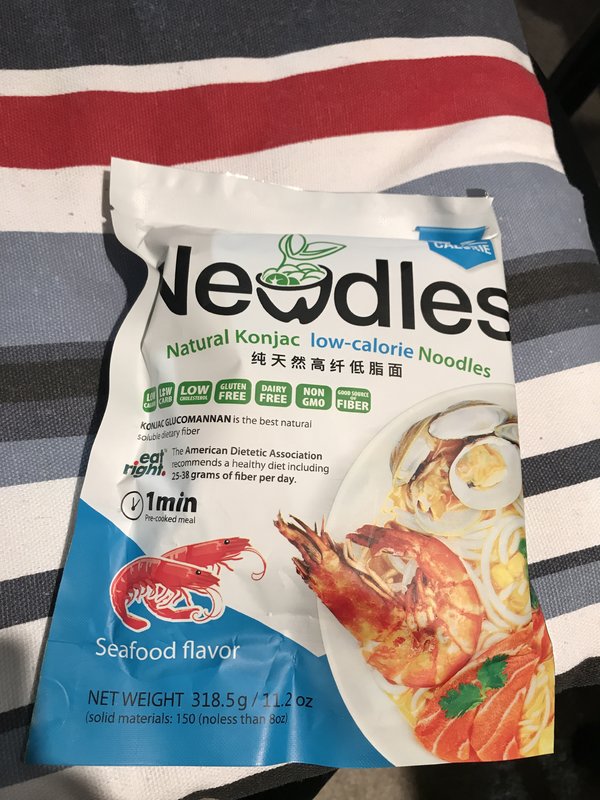 CALORIE
Newdles
Natural Konjac low-calorie Noodles
纯天然高纤低脂面
LOW CARB
LOW CHOLESTEROL
GLUTEN FREE
DAIRY FREE
NON GMO
GOOD SOURCE OF FIBER
KONJAC GLUCOMANNAN is the best natural
soluble dietary fiber
eat right.
The American Dietetic Association
recommends a healthy diet including
25-38 grams of fiber per day.
1min
Pre-cooked meal
Seafood flavor
NET WEIGHT 318.5g / 11.2 oz
(solid materials: 150 (noless than 8oz)